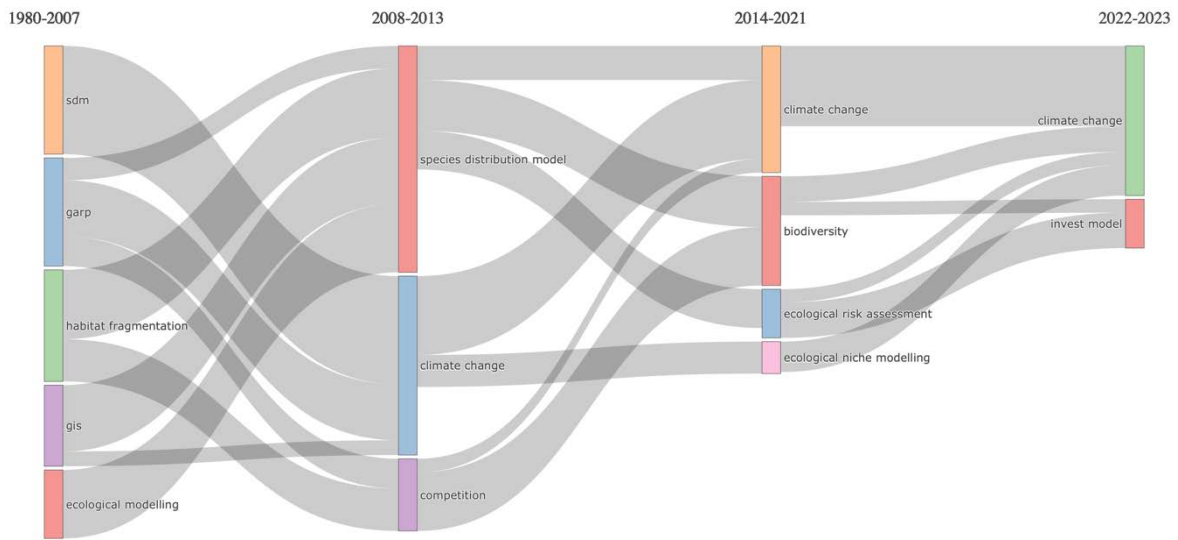 1980-2007
2008-2013
2014-2021
2022-2023
sdm
garp
habitat fragmentation
gis
ecological modelling
species distribution model
climate change
competition
climate change
biodiversity
ecological risk assessment
ecological niche modelling
climate change
invest model